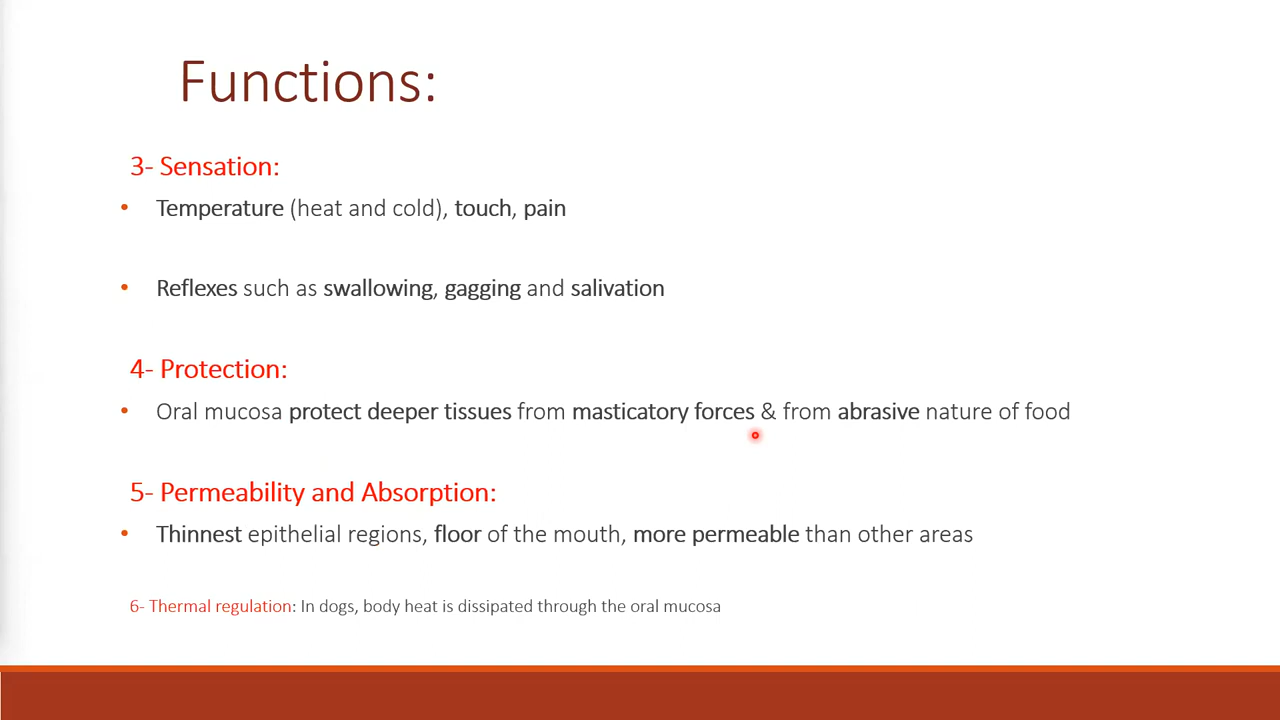 Functions:
3- Sensation:
• Temperature (heat and cold), touch, pain
• Reflexes such as swallowing, gagging and salivation
4- Protection:
• Oral mucosa protect deeper tissues from masticatory forces & from abrasive nature of food
5- Permeability and Absorption:
• Thinnest epithelial regions, floor of the mouth, more permeable than other areas
6- Thermal regulation: In dogs, body heat is dissipated through the oral mucosa